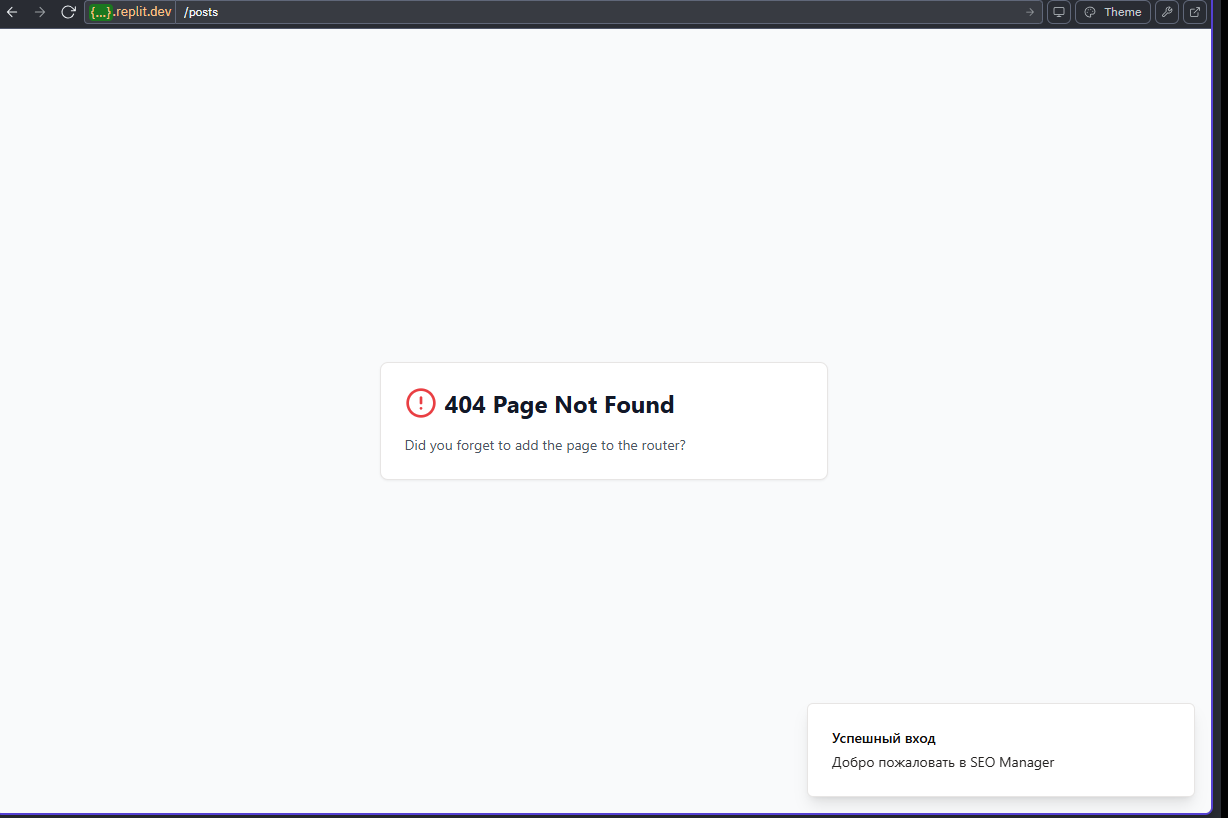 {...}.replit.dev /posts
Theme
404 Page Not Found
Did you forget to add the page to the router?
Успешный вход
Добро пожаловать в SEO Manager